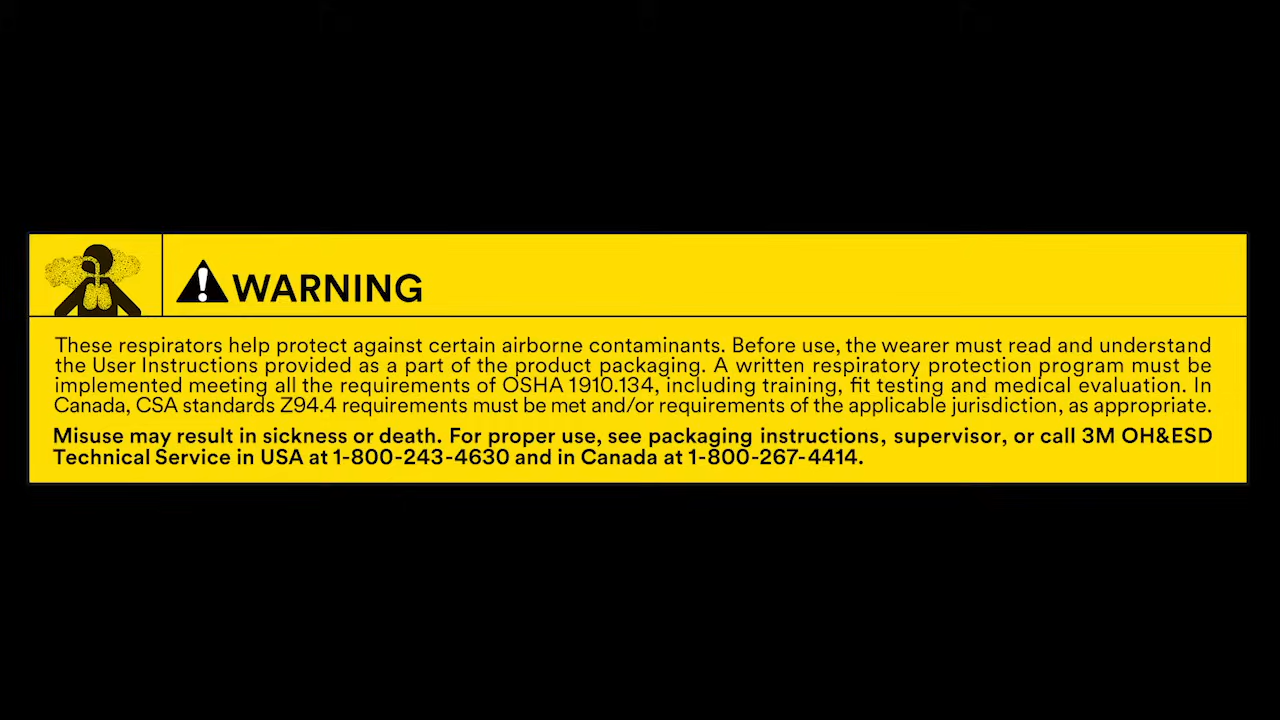 WARNING
These respirators help protect against certain airborne contaminants. Before use, the wearer must read and understand
the User Instructions provided as a part of the product packaging. A written respiratory protection program must be
implemented meeting all the requirements of OSHA 1910.134, including training, fit testing and medical evaluation. In
Canada, CSA standards Z94.4 requirements must be met and/or requirements of the applicable jurisdiction, as appropriate.
Misuse may result in sickness or death. For proper use, see packaging instructions, supervisor, or call 3M OH&ESD
Technical Service in USA at 1-800-243-4630 and in Canada at 1-800-267-4414.